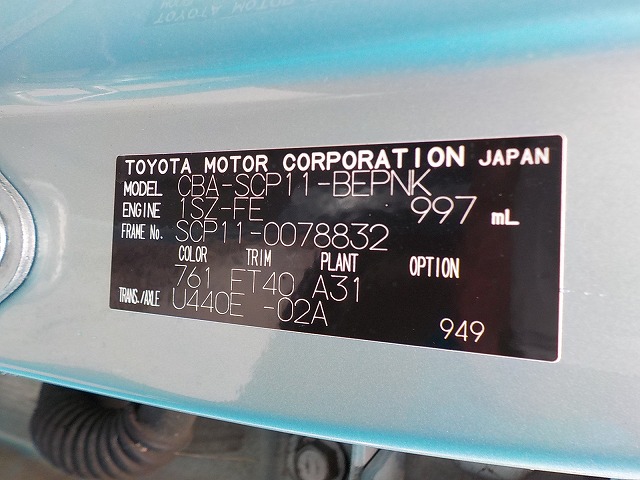 TOYOTA MOTOR CORPORATION JAPAN
MODEL CBA-SCP11-BEPNK
ENGINE 1SZ-FE 997 mL
FRAME No. SCP11-0078832
COLOR TRIM PLANT OPTION
761 FT40 A31
TRANS./AXLE U440E -02A
949